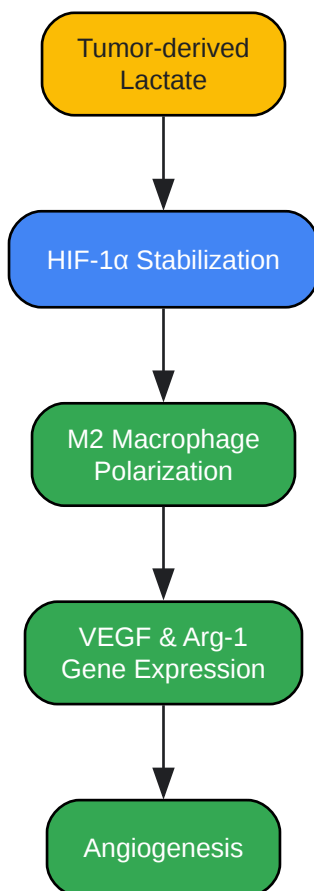 Tumor-derived
Lactate
HIF-1α Stabilization
M2 Macrophage
Polarization
VEGF & Arg-1
Gene Expression
Angiogenesis